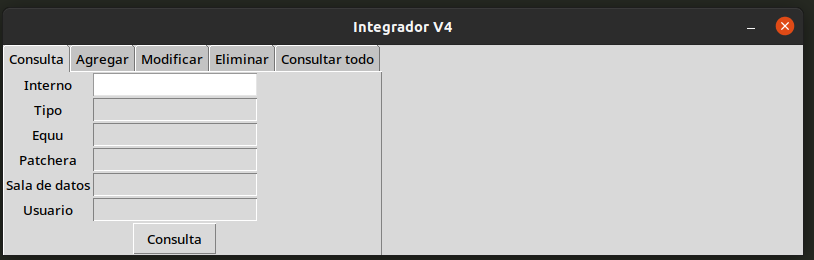 Integrador V4
Consulta Agregar Modificar Eliminar Consultar todo
Interno
Tipo
Equu
Patchera
Sala de datos
Usuario
Consulta